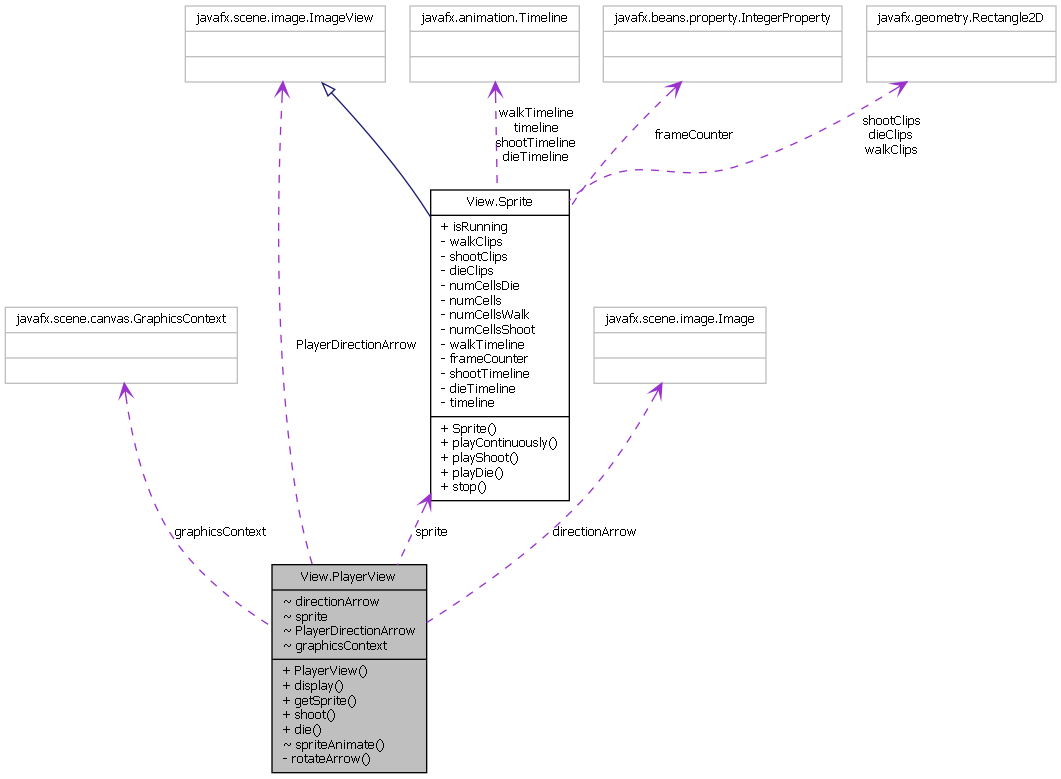 javafx.scene.image.ImageView
javafx.animation.Timeline
javafx.beans.property.IntegerProperty
javafx.geometry.Rectangle2D
walkTimeline
timeline
shootTimeline
dieTimeline
frameCounter
shootClips
dieClips
walkClips
View.Sprite
+ isRunning
- walkClips
- shootClips
- dieClips
- numCellsDie
- numCells
- numCellsWalk
- numCellsShoot
- walkTimeline
- frameCounter
- shootTimeline
- dieTimeline
- timeline
+ Sprite()
+ playContinuously()
+ playShoot()
+ playDie()
+ stop()
javafx.scene.canvas.GraphicsContext
PlayerDirectionArrow
javafx.scene.image.Image
graphicsContext
sprite
directionArrow
View.PlayerView
~ directionArrow
~ sprite
~ PlayerDirectionArrow
~ graphicsContext
+ PlayerView()
+ display()
+ getSprite()
+ shoot()
+ die()
~ spriteAnimate()
- rotateArrow()